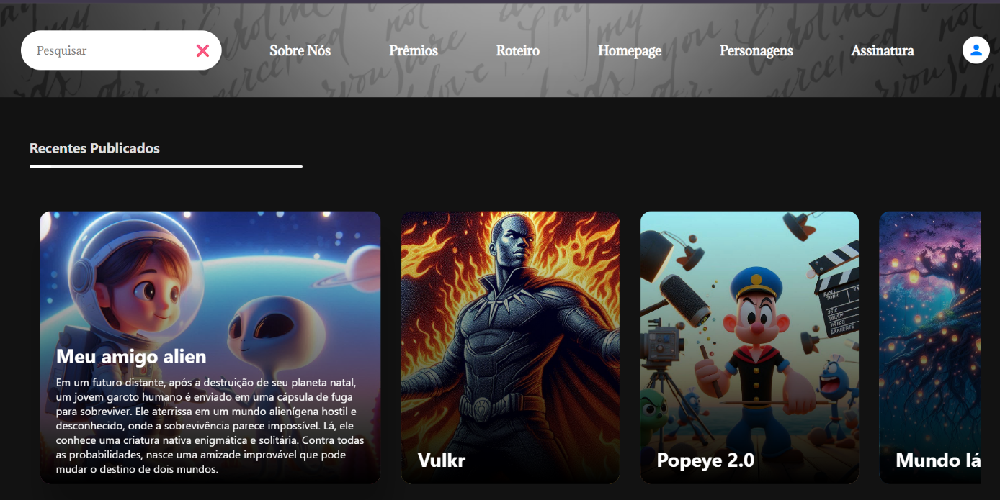 Pesquisar
Sobre Nós
Prêmios
Roteiro
Homepage
Personagens
Assinatura
Recentes Publicados
Meu amigo alien
Em um futuro distante, após a destruição de seu planeta natal,
um jovem garoto humano é enviado em uma cápsula de fuga
para sobreviver. Ele aterrissa em um mundo alienígena hostil e
desconhecido, onde a sobrevivência parece impossível. Lá, ele
conhece uma criatura nativa enigmática e solitária. Contra todas
as probabilidades, nasce uma amizade improvável que pode
mudar o destino de dois mundos.
Vulkr
Popeye 2.0
Mundo lá